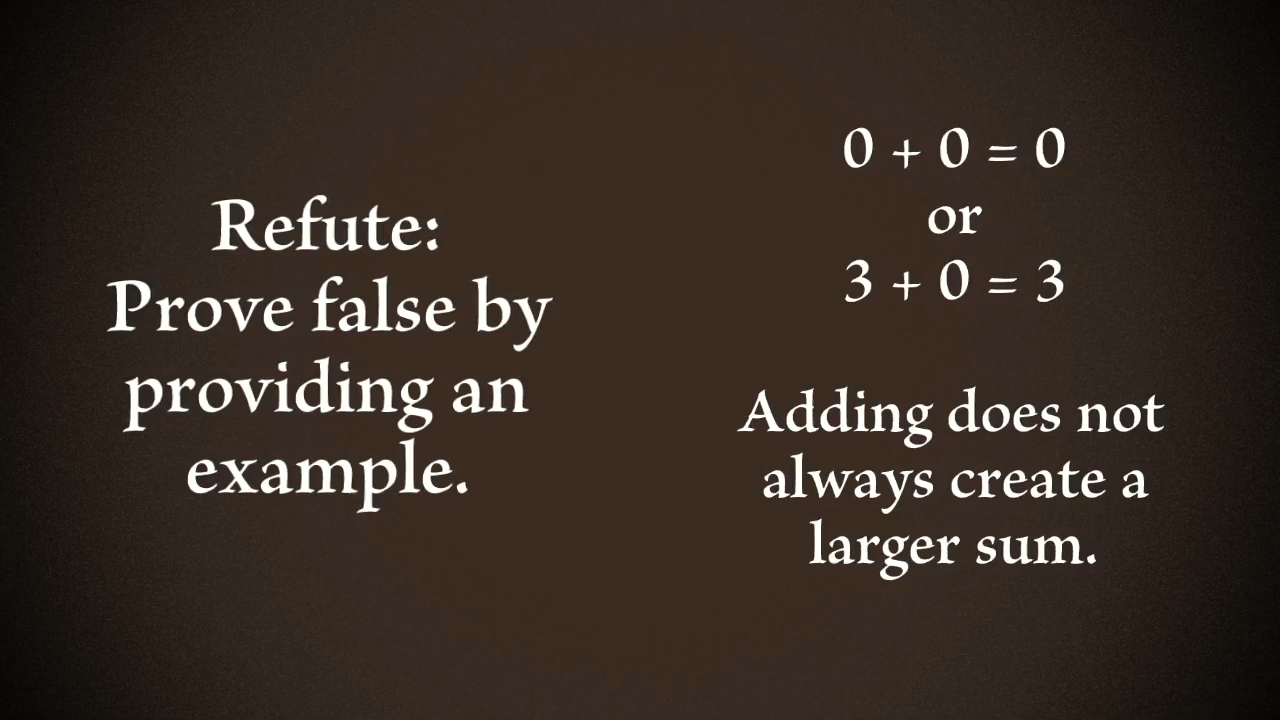 Refute:
Prove false by
providing an
example.
0 + 0 = 0
or
3 + 0 = 3
Adding does not
always create a
larger sum.